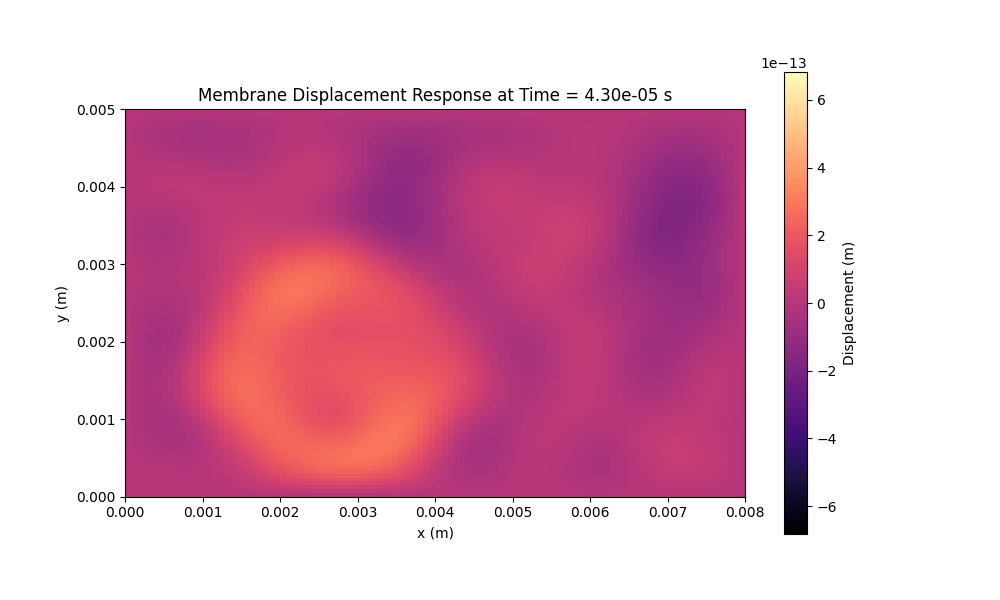 1e−13
Membrane Displacement Response at Time = 4.30e-05 s
0.005
0.004
0.003
0.002
0.001
0.000
y (m)
0.000 0.001 0.002 0.003 0.004 0.005 0.006 0.007 0.008
x (m)
6
4
2
0
−2
−4
−6
Displacement (m)